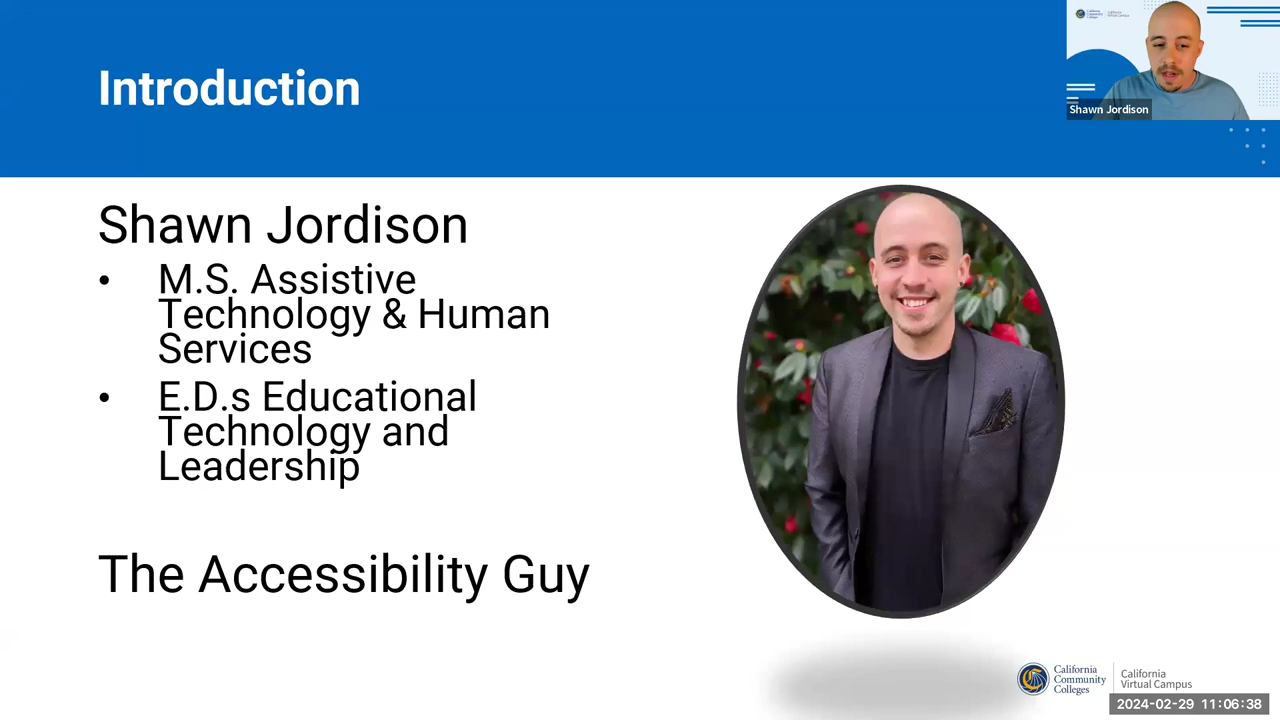 Introduction
Shawn Jordison
Shawn Jordison
• M.S. Assistive
Technology & Human
Services
• E.D.s Educational
Technology and
Leadership
The Accessibility Guy
California
Community
Colleges
California
Virtual Campus
2024-02-29 11:06:38